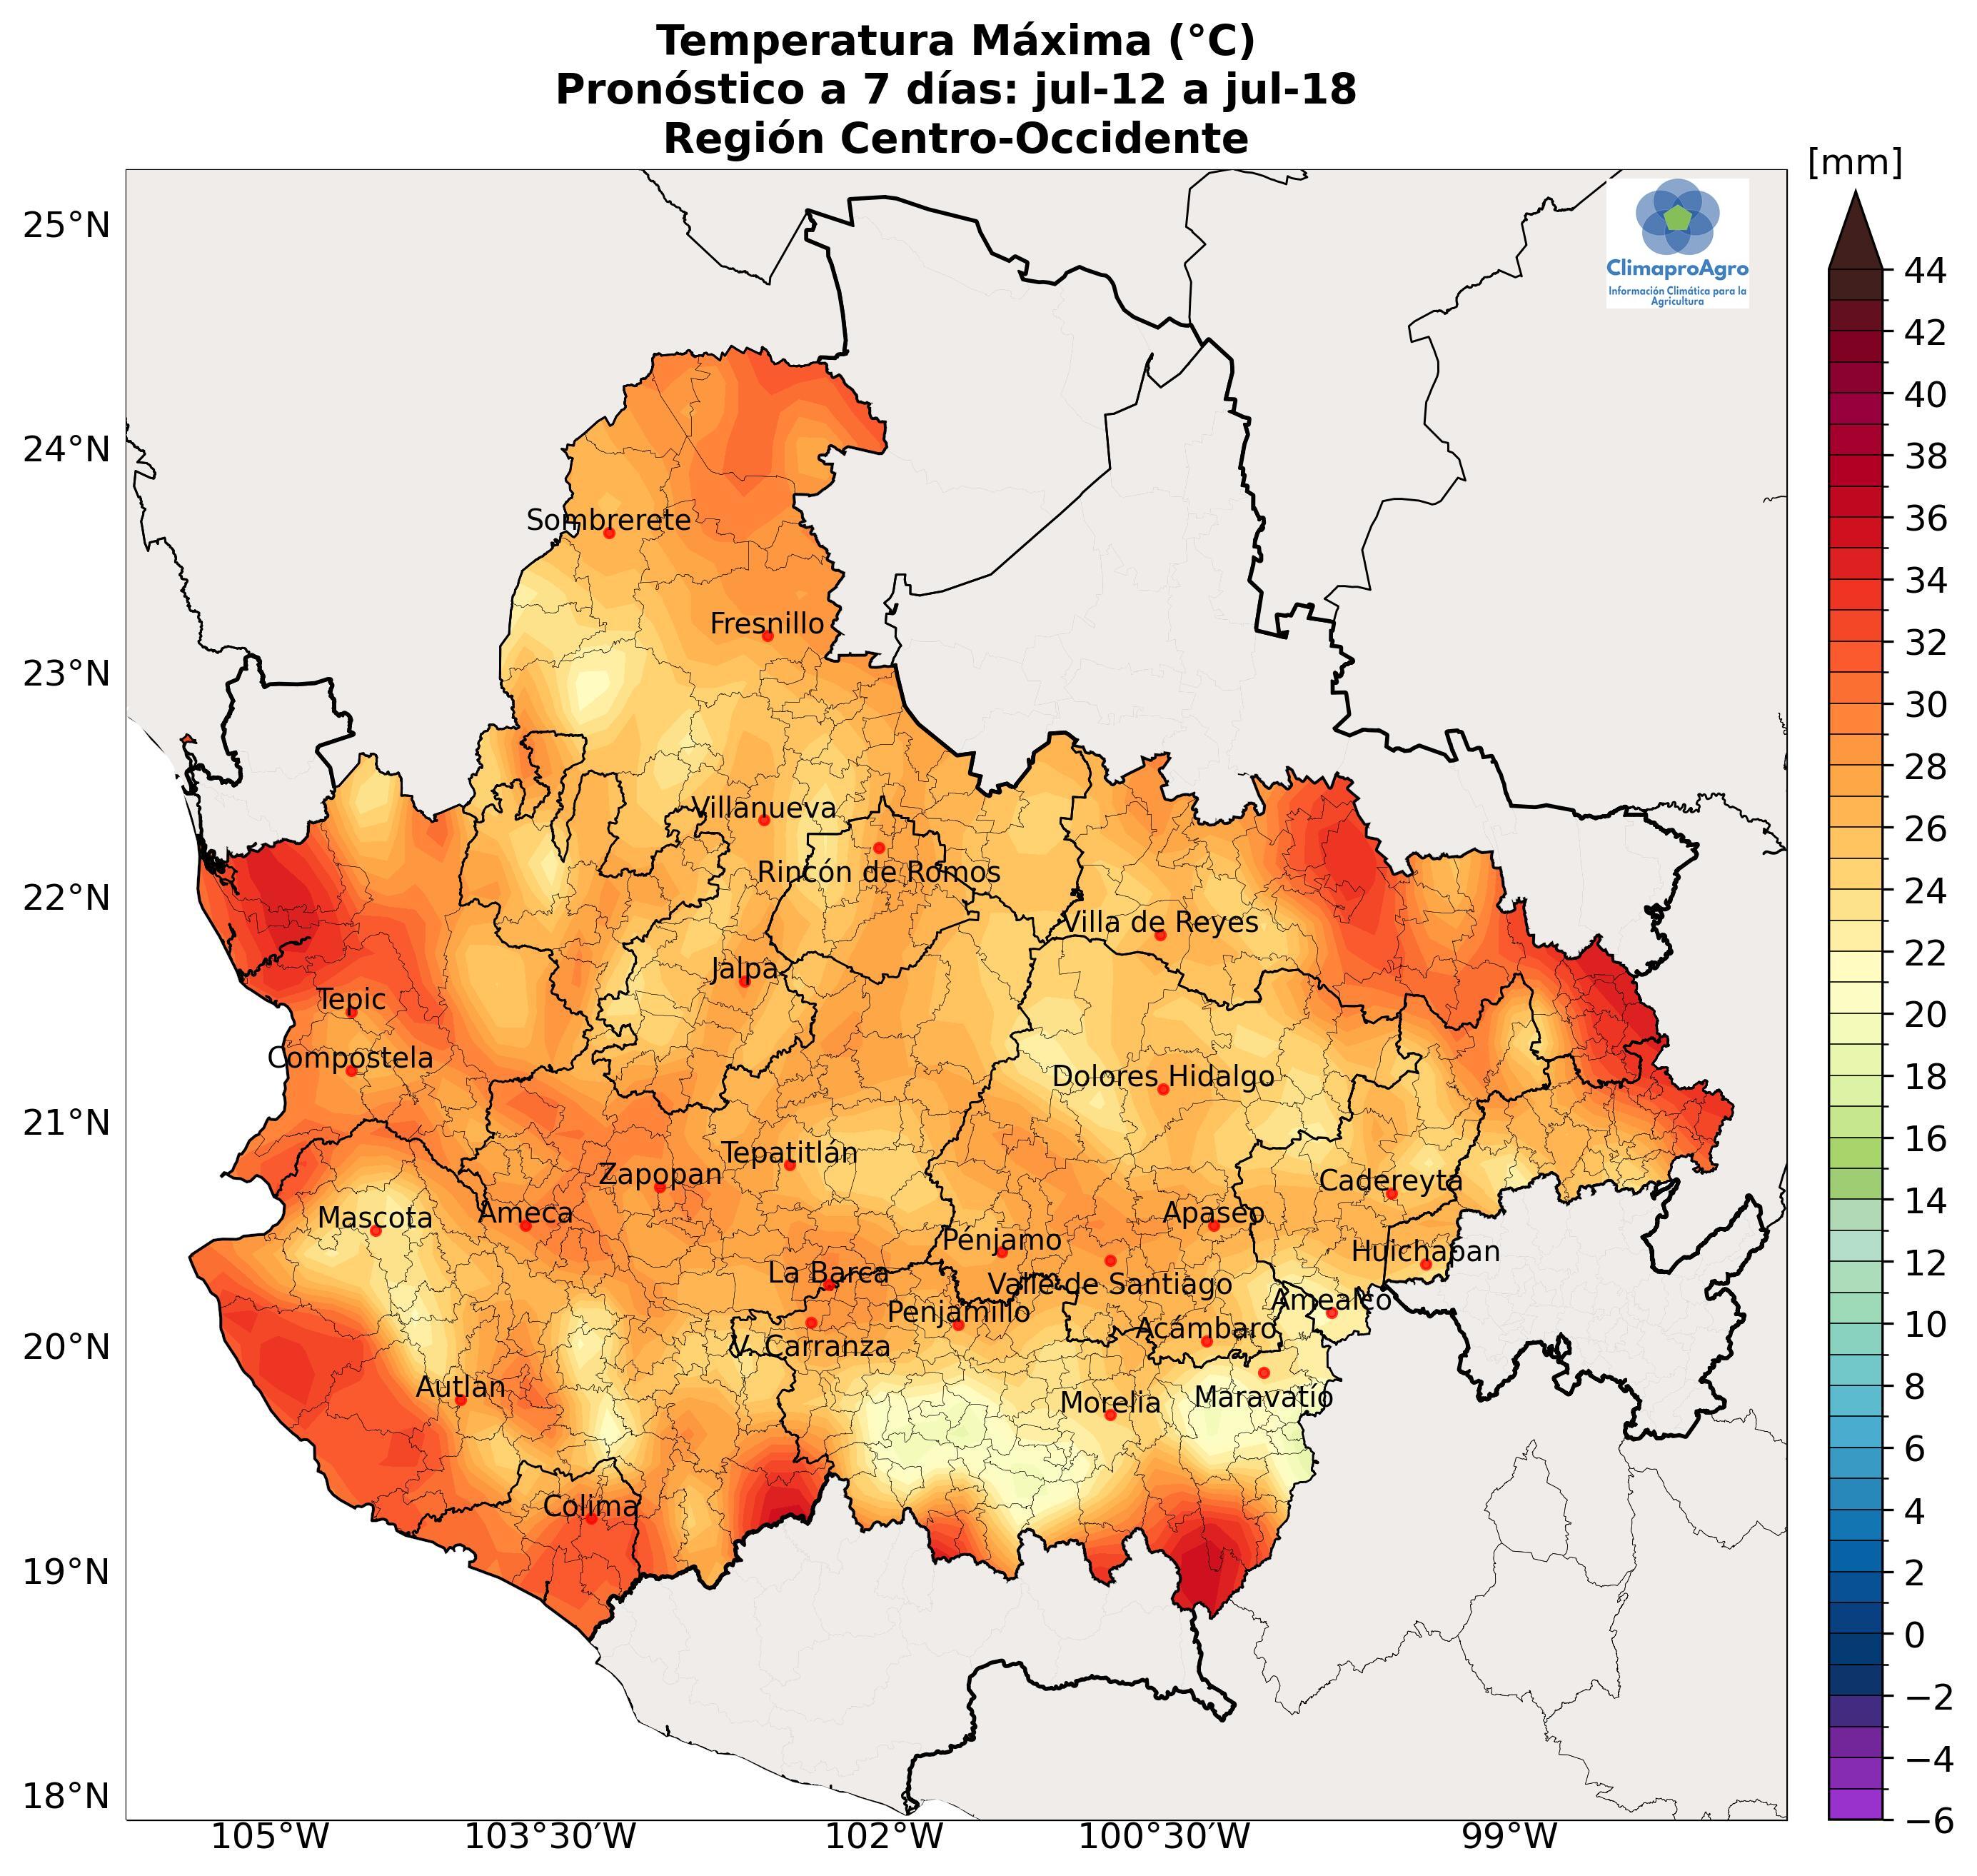 Temperatura Máxima (°C)
Pronóstico a 7 días: jul-12 a jul-18
Región Centro-Occidente
[mm]
ClimaproAgro
Información Climática para la
Agricultura
25°N
24°N
23°N
22°N
21°N
20°N
19°N
18°N
Sombrerete
Fresnillo
Villanueva
Rincón de Romos
Villa de Reyes
Jalpa
Tepic
Compostela
Dolores Hidalgo
Tepatitlán
Zapopan
Cadereyta
Mascota
Ameca
Apaseo
Pénjamo
Huichapan
La Barca
Valle de Santiago
Penjamillo
Amealco
V. Carranza
Acámbaro
Autlan
Morelia
Maravatío
Colima
105°W
103°30′W
102°W
100°30′W
99°W
44
42
40
38
36
34
32
30
28
26
24
22
20
18
16
14
12
10
8
6
4
2
0
−2
−4
−6